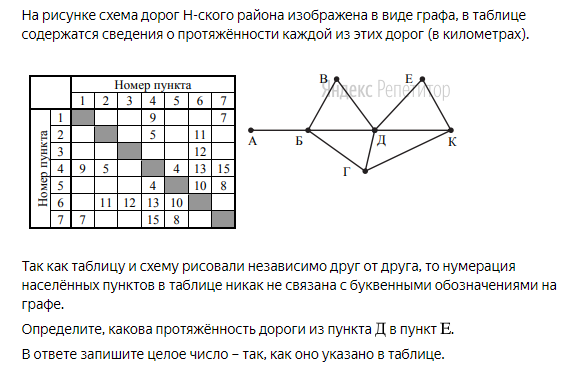 На рисунке схема дорог Н-ского района изображена в виде графа, в таблице
содержатся сведения о протяжённости каждой из этих дорог (в километрах).
Номер пункта
1 2 3 4 5 6 7
Номер пункта
1 9 7
2 5 11
3 12
4 9 5 4 13 15
5 4 10 8
6 11 12 13 10
7 7 15 8
Яндекс Репетитор
В Е
А Б Д К
Г
Так как таблицу и схему рисовали независимо друг от друга, то нумерация
населённых пунктов в таблице никак не связана с буквенными обозначениями на
графе.
Определите, какова протяжённость дороги из пункта Д в пункт Е.
В ответе запишите целое число – так, как оно указано в таблице.